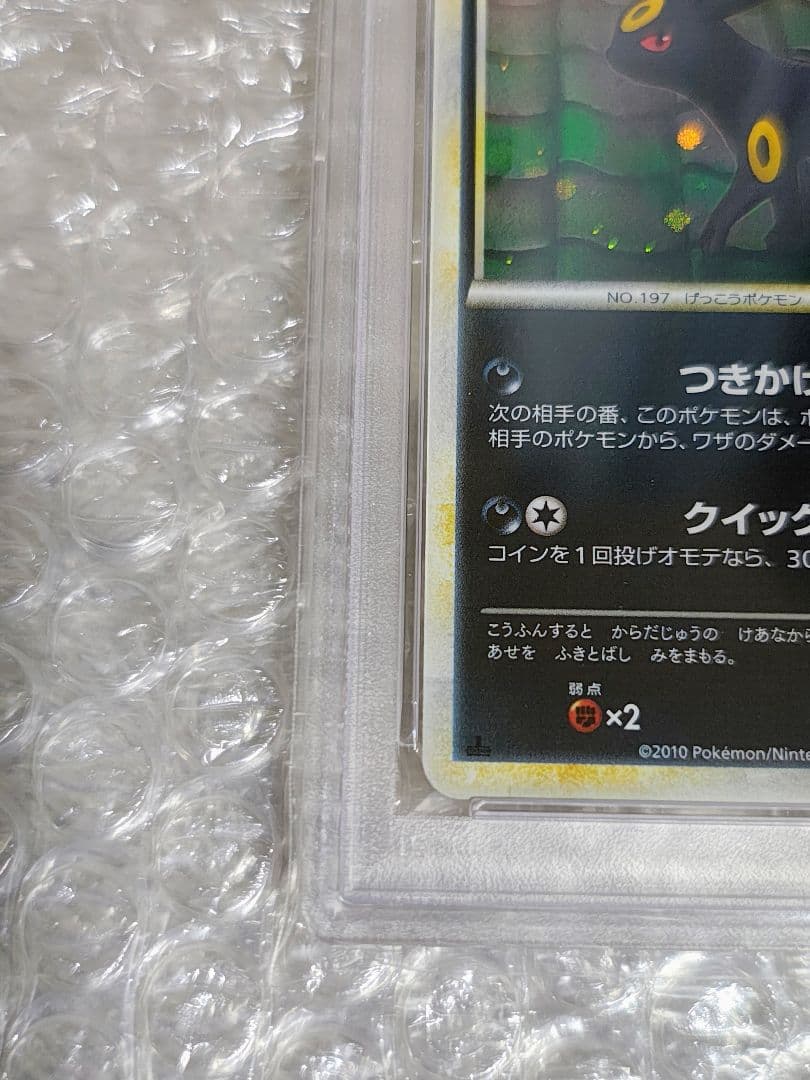 NO.197 げっこうポケモン
つきかげ
次の相手の番、このポケモンは、ポ
相手のポケモンから、ワザのダメー
クイック
コインを1回投げオモテなら、30
こうふんすると からだじゅうの けあなから
あせを ふきとばし みをまもる。
弱点
×2
©2010 Pokémon/Ninte